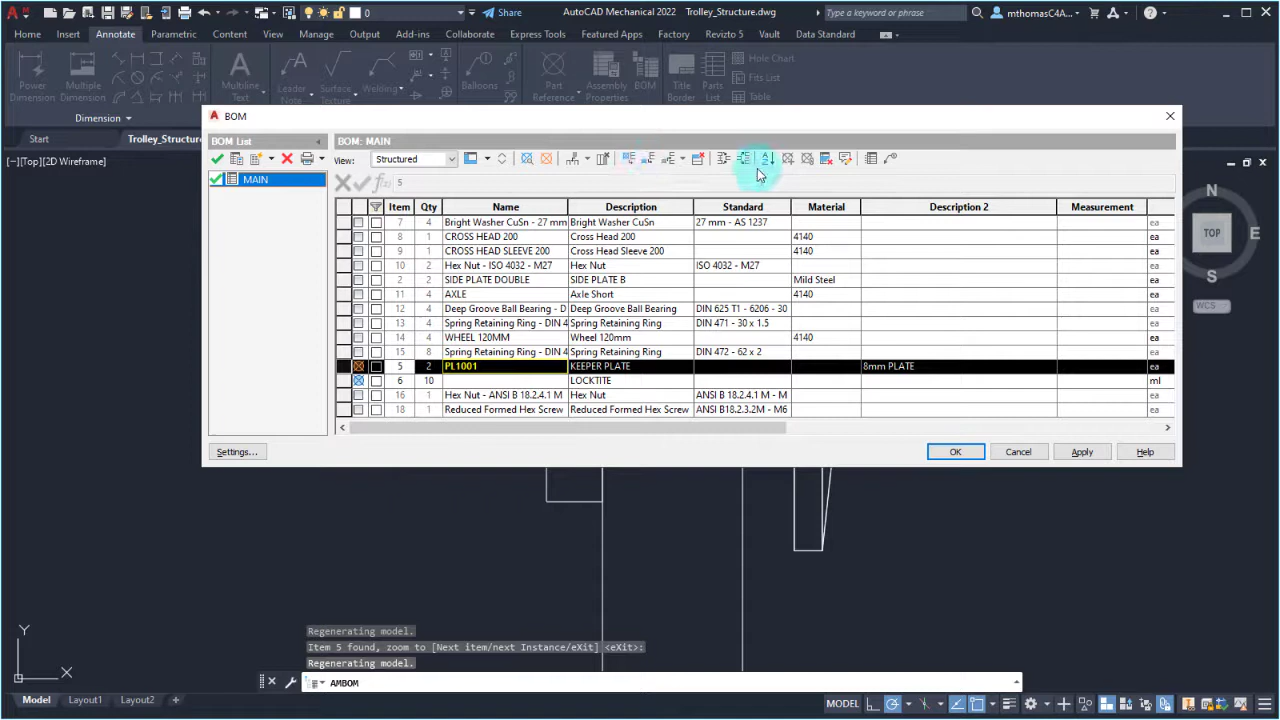 0
Share
AutoCAD Mechanical 2022 Trolley_Structure.dwg
Type a keyword or phrase
mthomasC4A...
Home Insert Annotate Parametric Content View Manage Output Add-ins Collaborate Express Tools Featured Apps Factory Revizto 5 Vault Data Standard
Power Dimension
Multiple Dimension
Multiline Text
Leader Note
Surface Texture
Welding
Balloons
Part Reference
Assembly Properties
BOM
Title Border
Parts List
Hole Chart
Fits List
Table
Dimension
Start
Trolley_Structure
[−][Top][2D Wireframe]
BOM
BOM List
BOM: MAIN
View: Structured
MAIN
5
Item Qty Name Description Standard Material Description 2 Measurement
7 4 Bright Washer CuSn - 27 mm Bright Washer CuSn 27 mm - AS 1237 ea
8 1 CROSS HEAD 200 Cross Head 200 4140 ea
9 1 CROSS HEAD SLEEVE 200 Cross Head Sleeve 200 4140 ea
10 2 Hex Nut - ISO 4032 - M27 Hex Nut ISO 4032 - M27 ea
2 2 SIDE PLATE DOUBLE SIDE PLATE B Mild Steel ea
11 4 AXLE Axle Short 4140 ea
12 4 Deep Groove Ball Bearing - D Deep Groove Ball Bearing DIN 625 T1 - 6206 - 30 ea
13 4 Spring Retaining Ring - DIN 4 Spring Retaining Ring DIN 471 - 30 x 1.5 ea
14 4 WHEEL 120MM Wheel 120mm 4140 ea
15 8 Spring Retaining Ring - DIN 4 Spring Retaining Ring DIN 472 - 62 x 2 ea
5 2 PL1001 KEEPER PLATE 8mm PLATE ea
6 10 LOCKTITE ml
16 1 Hex Nut - ANSI B 18.2.4.1 M Hex Nut ANSI B 18.2.4.1 M - M ea
18 1 Reduced Formed Hex Screw Reduced Formed Hex Screw ANSI B18.2.3.2M - M6 ea
Settings... OK Cancel Apply Help
N
TOP
E
S
WCS
Y
X
Regenerating model.
Item 5 found, zoom to [Next item/next Instance/eXit] <eXit>:
Regenerating model.
AMBOM
Model Layout1 Layout2 +
MODEL